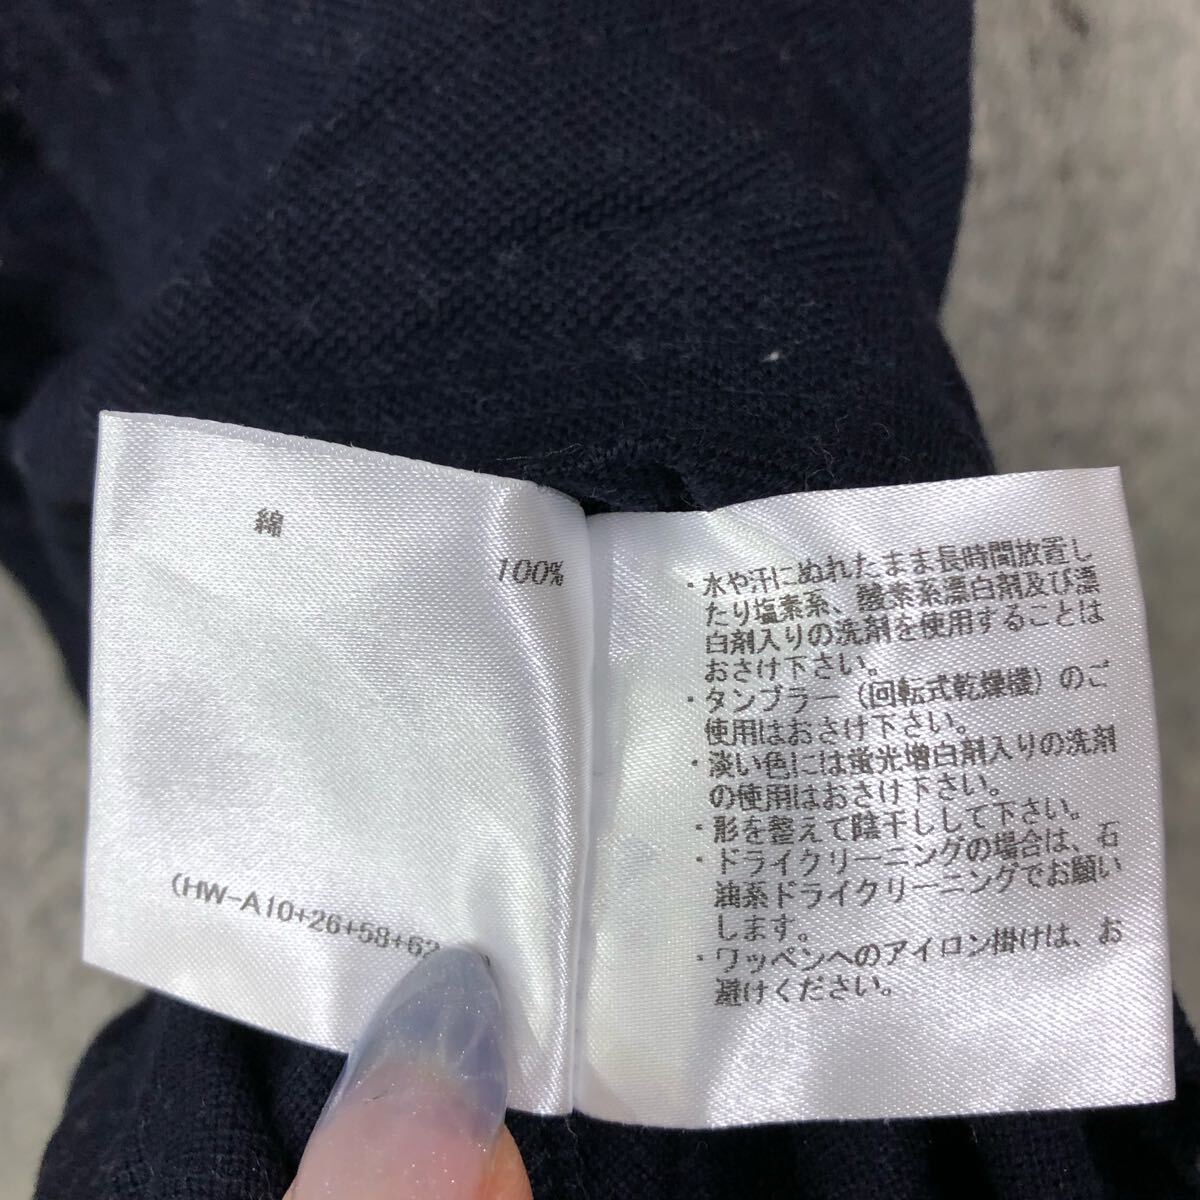 綿
100%
(HW-A10+26+58+62
・水や汗にぬれたまま長時間放置し
たり塩素系、酸素系漂白剤及び漂
白剤入りの洗剤を使用することは
おさけ下さい。
・タンブラー（回転式乾燥機）のご
使用はおさけ下さい。
・淡い色には蛍光増白剤入りの洗剤
の使用はおさけ下さい。
・形を整えて陰干しして下さい。
・ドライクリーニングの場合は、石
油系ドライクリーニングでお願い
します。
・ワッペンへのアイロン掛けは、お
避けください。